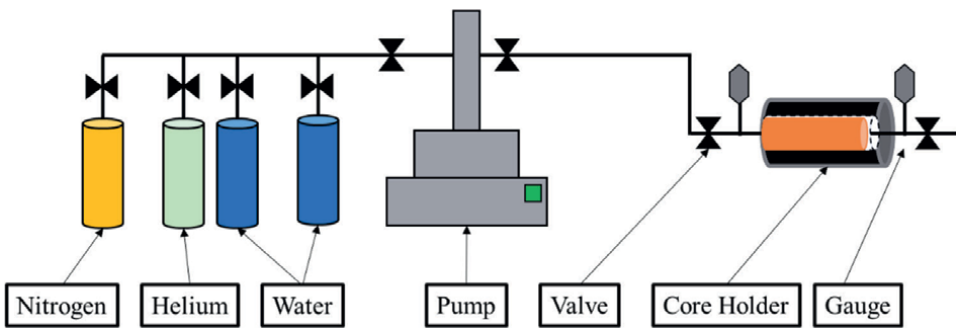 Nitrogen
Helium
Water
Pump
Valve
Core Holder
Gauge